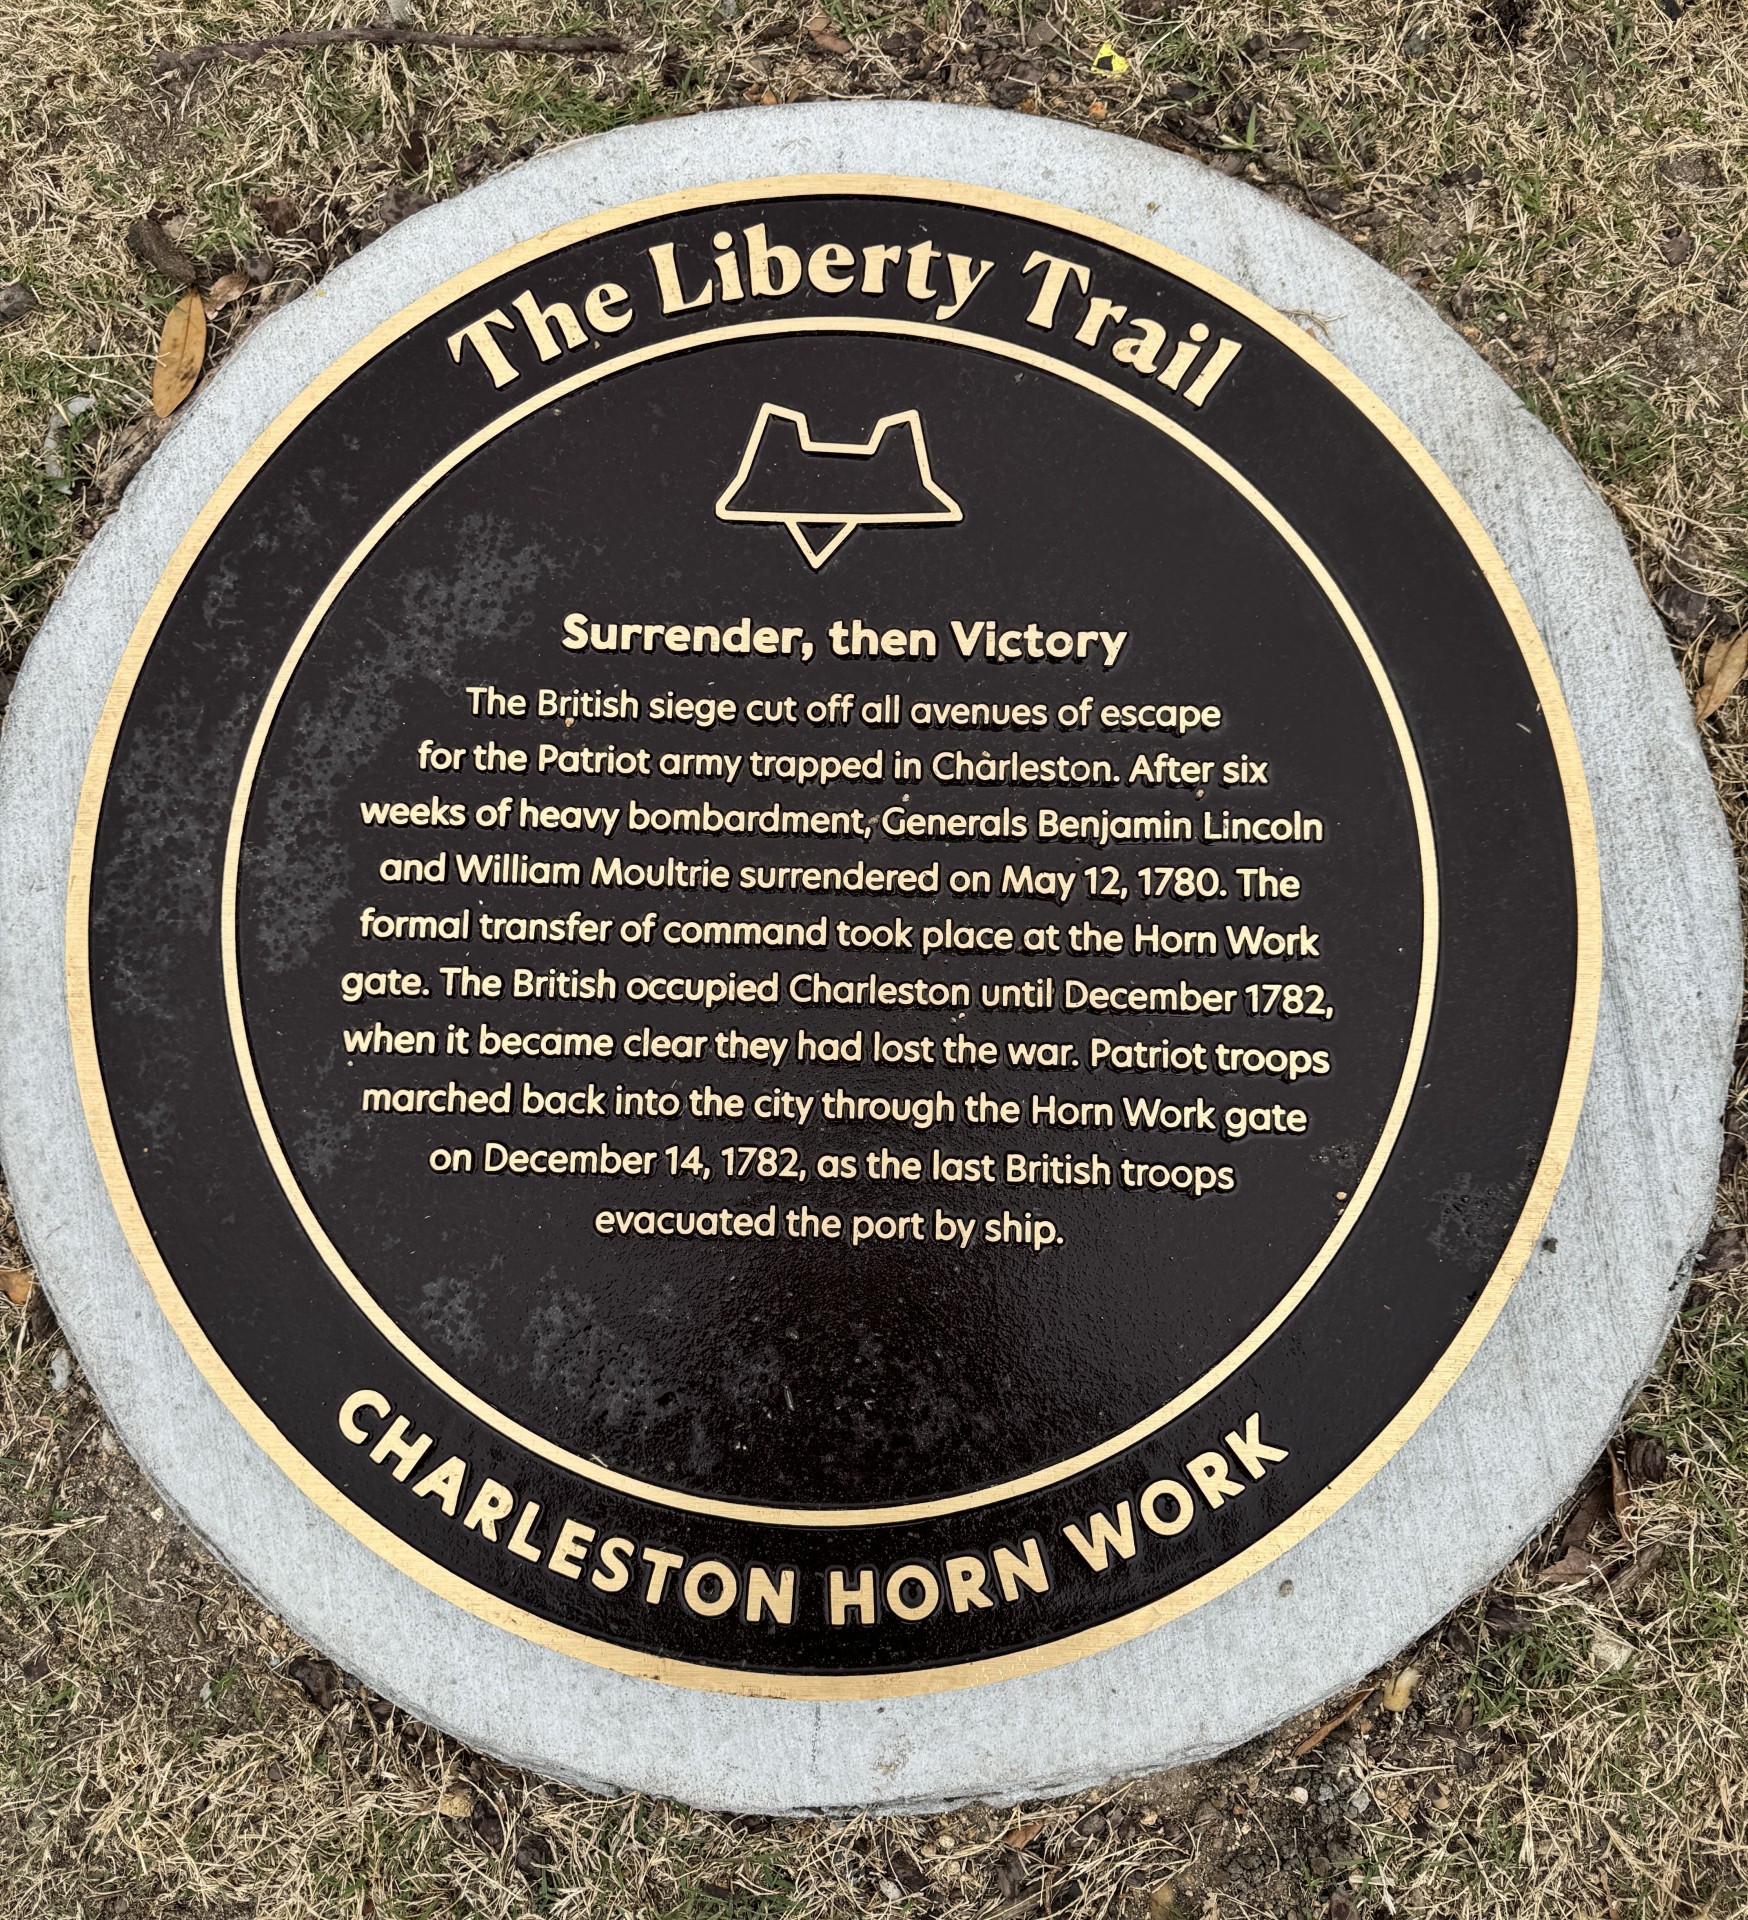 The Liberty Trail
Surrender, then Victory
The British siege cut off all avenues of escape
for the Patriot army trapped in Charleston. After six
weeks of heavy bombardment, Generals Benjamin Lincoln
and William Moultrie surrendered on May 12, 1780. The
formal transfer of command took place at the Horn Work
gate. The British occupied Charleston until December 1782,
when it became clear they had lost the war. Patriot troops
marched back into the city through the Horn Work gate
on December 14, 1782, as the last British troops
evacuated the port by ship.
CHARLESTON HORN WORK